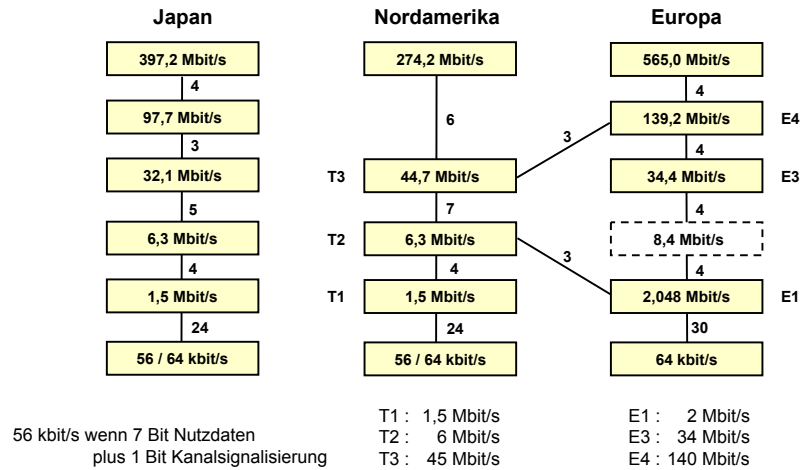 Japan Nordamerika Europa
397,2 Mbit/s 274,2 Mbit/s 565,0 Mbit/s
4 4
97,7 Mbit/s 6 139,2 Mbit/s E4
3 3 4
32,1 Mbit/s T3 44,7 Mbit/s 34,4 Mbit/s E3
5 7 4
6,3 Mbit/s T2 6,3 Mbit/s 8,4 Mbit/s
4 4 3 4
1,5 Mbit/s T1 1,5 Mbit/s 2,048 Mbit/s E1
24 24 30
56 / 64 kbit/s 56 / 64 kbit/s 64 kbit/s
T1 : 1,5 Mbit/s E1 : 2 Mbit/s
56 kbit/s wenn 7 Bit Nutzdaten T2 : 6 Mbit/s E3 : 34 Mbit/s
plus 1 Bit Kanalsignalisierung T3 : 45 Mbit/s E4 : 140 Mbit/s